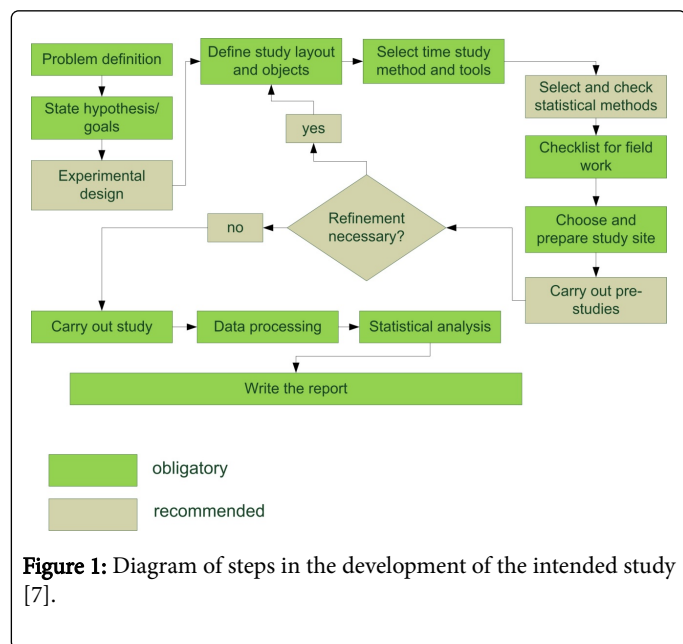 Problem definition
State hypothesis/
goals
Experimental
design
Define study layout
and objects
Select time study
method and tools
Select and check
statistical methods
Checklist for field
work
Choose and
prepare study site
Carry out pre-
studies
Refinement
necessary?
yes
no
Carry out study
Data processing
Statistical analysis
Write the report
obligatory
recommended
Figure 1: Diagram of steps in the development of the intended study
[7].